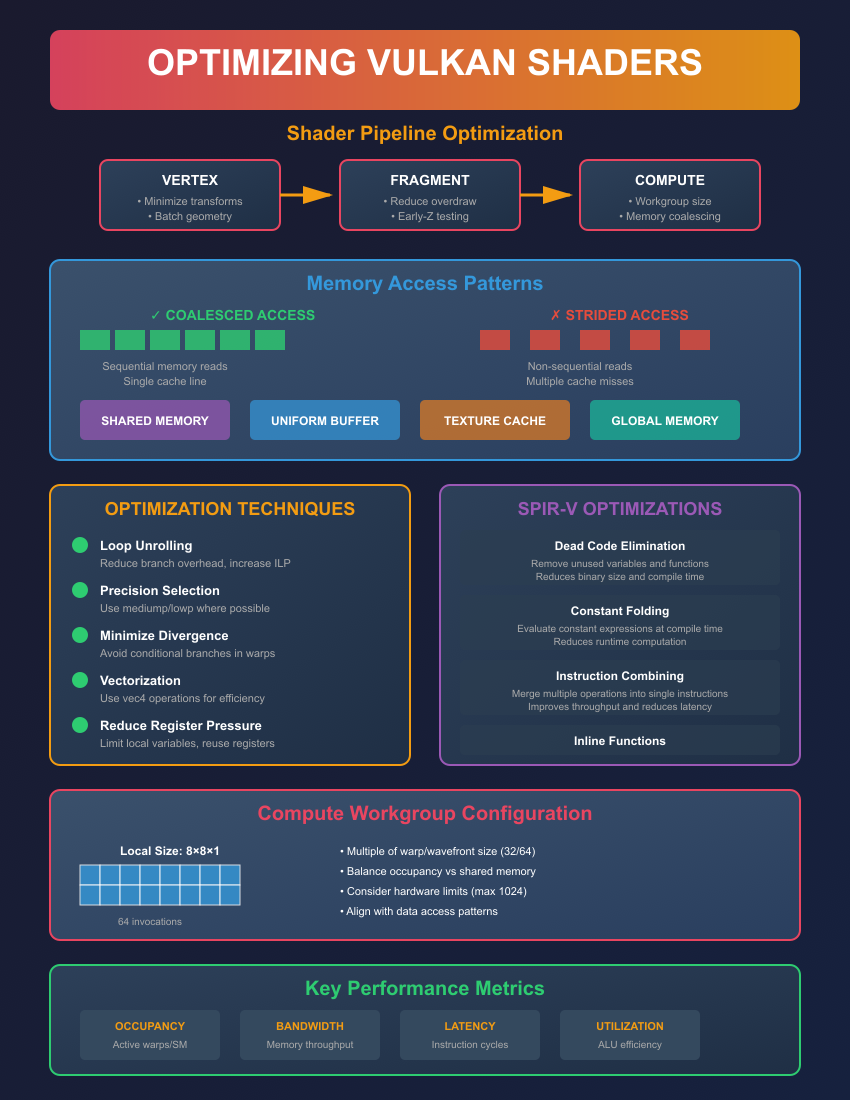 OPTIMIZING VULKAN SHADERS
Shader Pipeline Optimization
VERTEX
• Minimize transforms
• Batch geometry
FRAGMENT
• Reduce overdraw
• Early-Z testing
COMPUTE
• Workgroup size
• Memory coalescing
Memory Access Patterns
✓ COALESCED ACCESS
Sequential memory reads
Single cache line
✗ STRIDED ACCESS
Non-sequential reads
Multiple cache misses
SHARED MEMORY
UNIFORM BUFFER
TEXTURE CACHE
GLOBAL MEMORY
OPTIMIZATION TECHNIQUES
Loop Unrolling
Reduce branch overhead, increase ILP
Precision Selection
Use mediump/lowp where possible
Minimize Divergence
Avoid conditional branches in warps
Vectorization
Use vec4 operations for efficiency
Reduce Register Pressure
Limit local variables, reuse registers
SPIR-V OPTIMIZATIONS
Dead Code Elimination
Remove unused variables and functions
Reduces binary size and compile time
Constant Folding
Evaluate constant expressions at compile time
Reduces runtime computation
Instruction Combining
Merge multiple operations into single instructions
Improves throughput and reduces latency
Inline Functions
Compute Workgroup Configuration
Local Size: 8×8×1
64 invocations
• Multiple of warp/wavefront size (32/64)
• Balance occupancy vs shared memory
• Consider hardware limits (max 1024)
• Align with data access patterns
Key Performance Metrics
OCCUPANCY
Active warps/SM
BANDWIDTH
Memory throughput
LATENCY
Instruction cycles
UTILIZATION
ALU efficiency